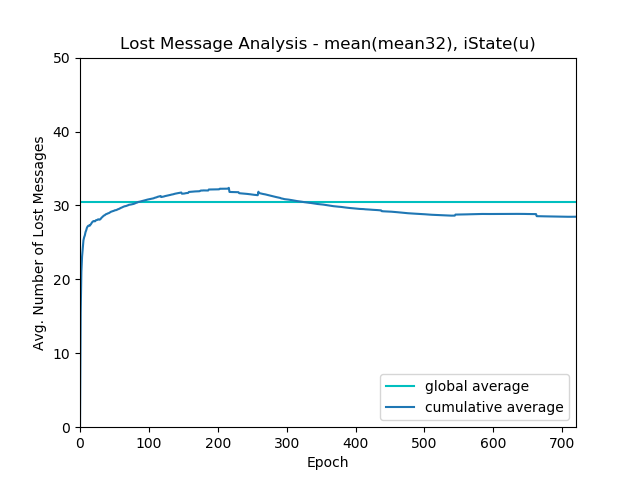 Lost Message Analysis - mean(mean32), iState(u)
50
40
30
20
10
0
Avg. Number of Lost Messages
global average
cumulative average
0 100 200 300 400 500 600 700
Epoch